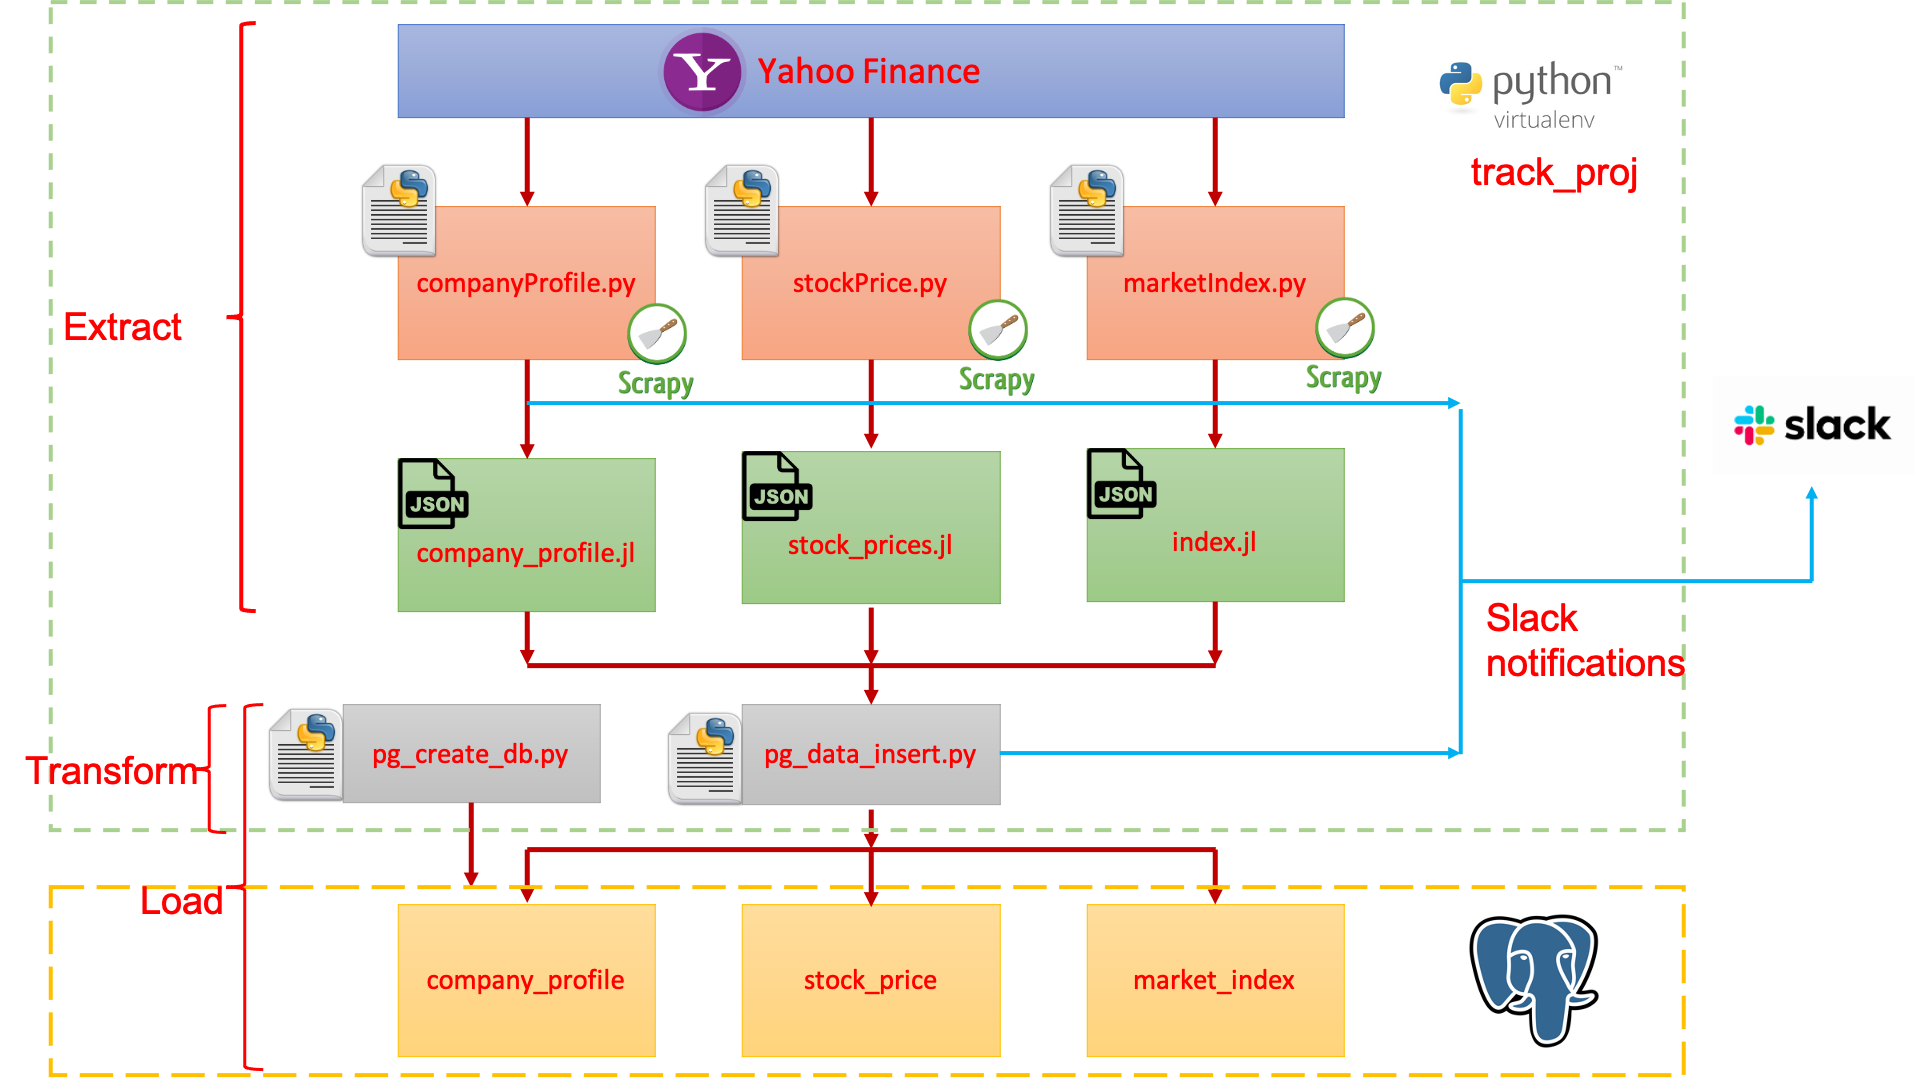 Y Yahoo Finance
python™
virtualenv
track_proj
companyProfile.py
stockPrice.py
marketIndex.py
Extract
Scrapy
Scrapy
Scrapy
slack
JSON
JSON
JSON
company_profile.jl
stock_prices.jl
index.jl
Slack
notifications
Transform
pg_create_db.py
pg_data_insert.py
Load
company_profile
stock_price
market_index